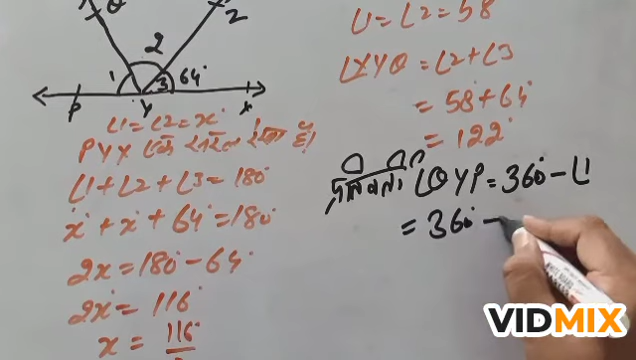 Q
Z
1 2 3 64°
P Y X
∠1 = ∠2 = x°
PYX एक सरल रेखा है।
∠1 + ∠2 + ∠3 = 180°
x° + x° + 64° = 180°
2x = 180° - 64°
2x° = 116°
x = 116°
∠1 = ∠2 = 58°
∠XYQ = ∠2 + ∠3
= 58° + 64°
= 122°
∠QYP = 360° - ∠1
= 360° -
VIDMIX